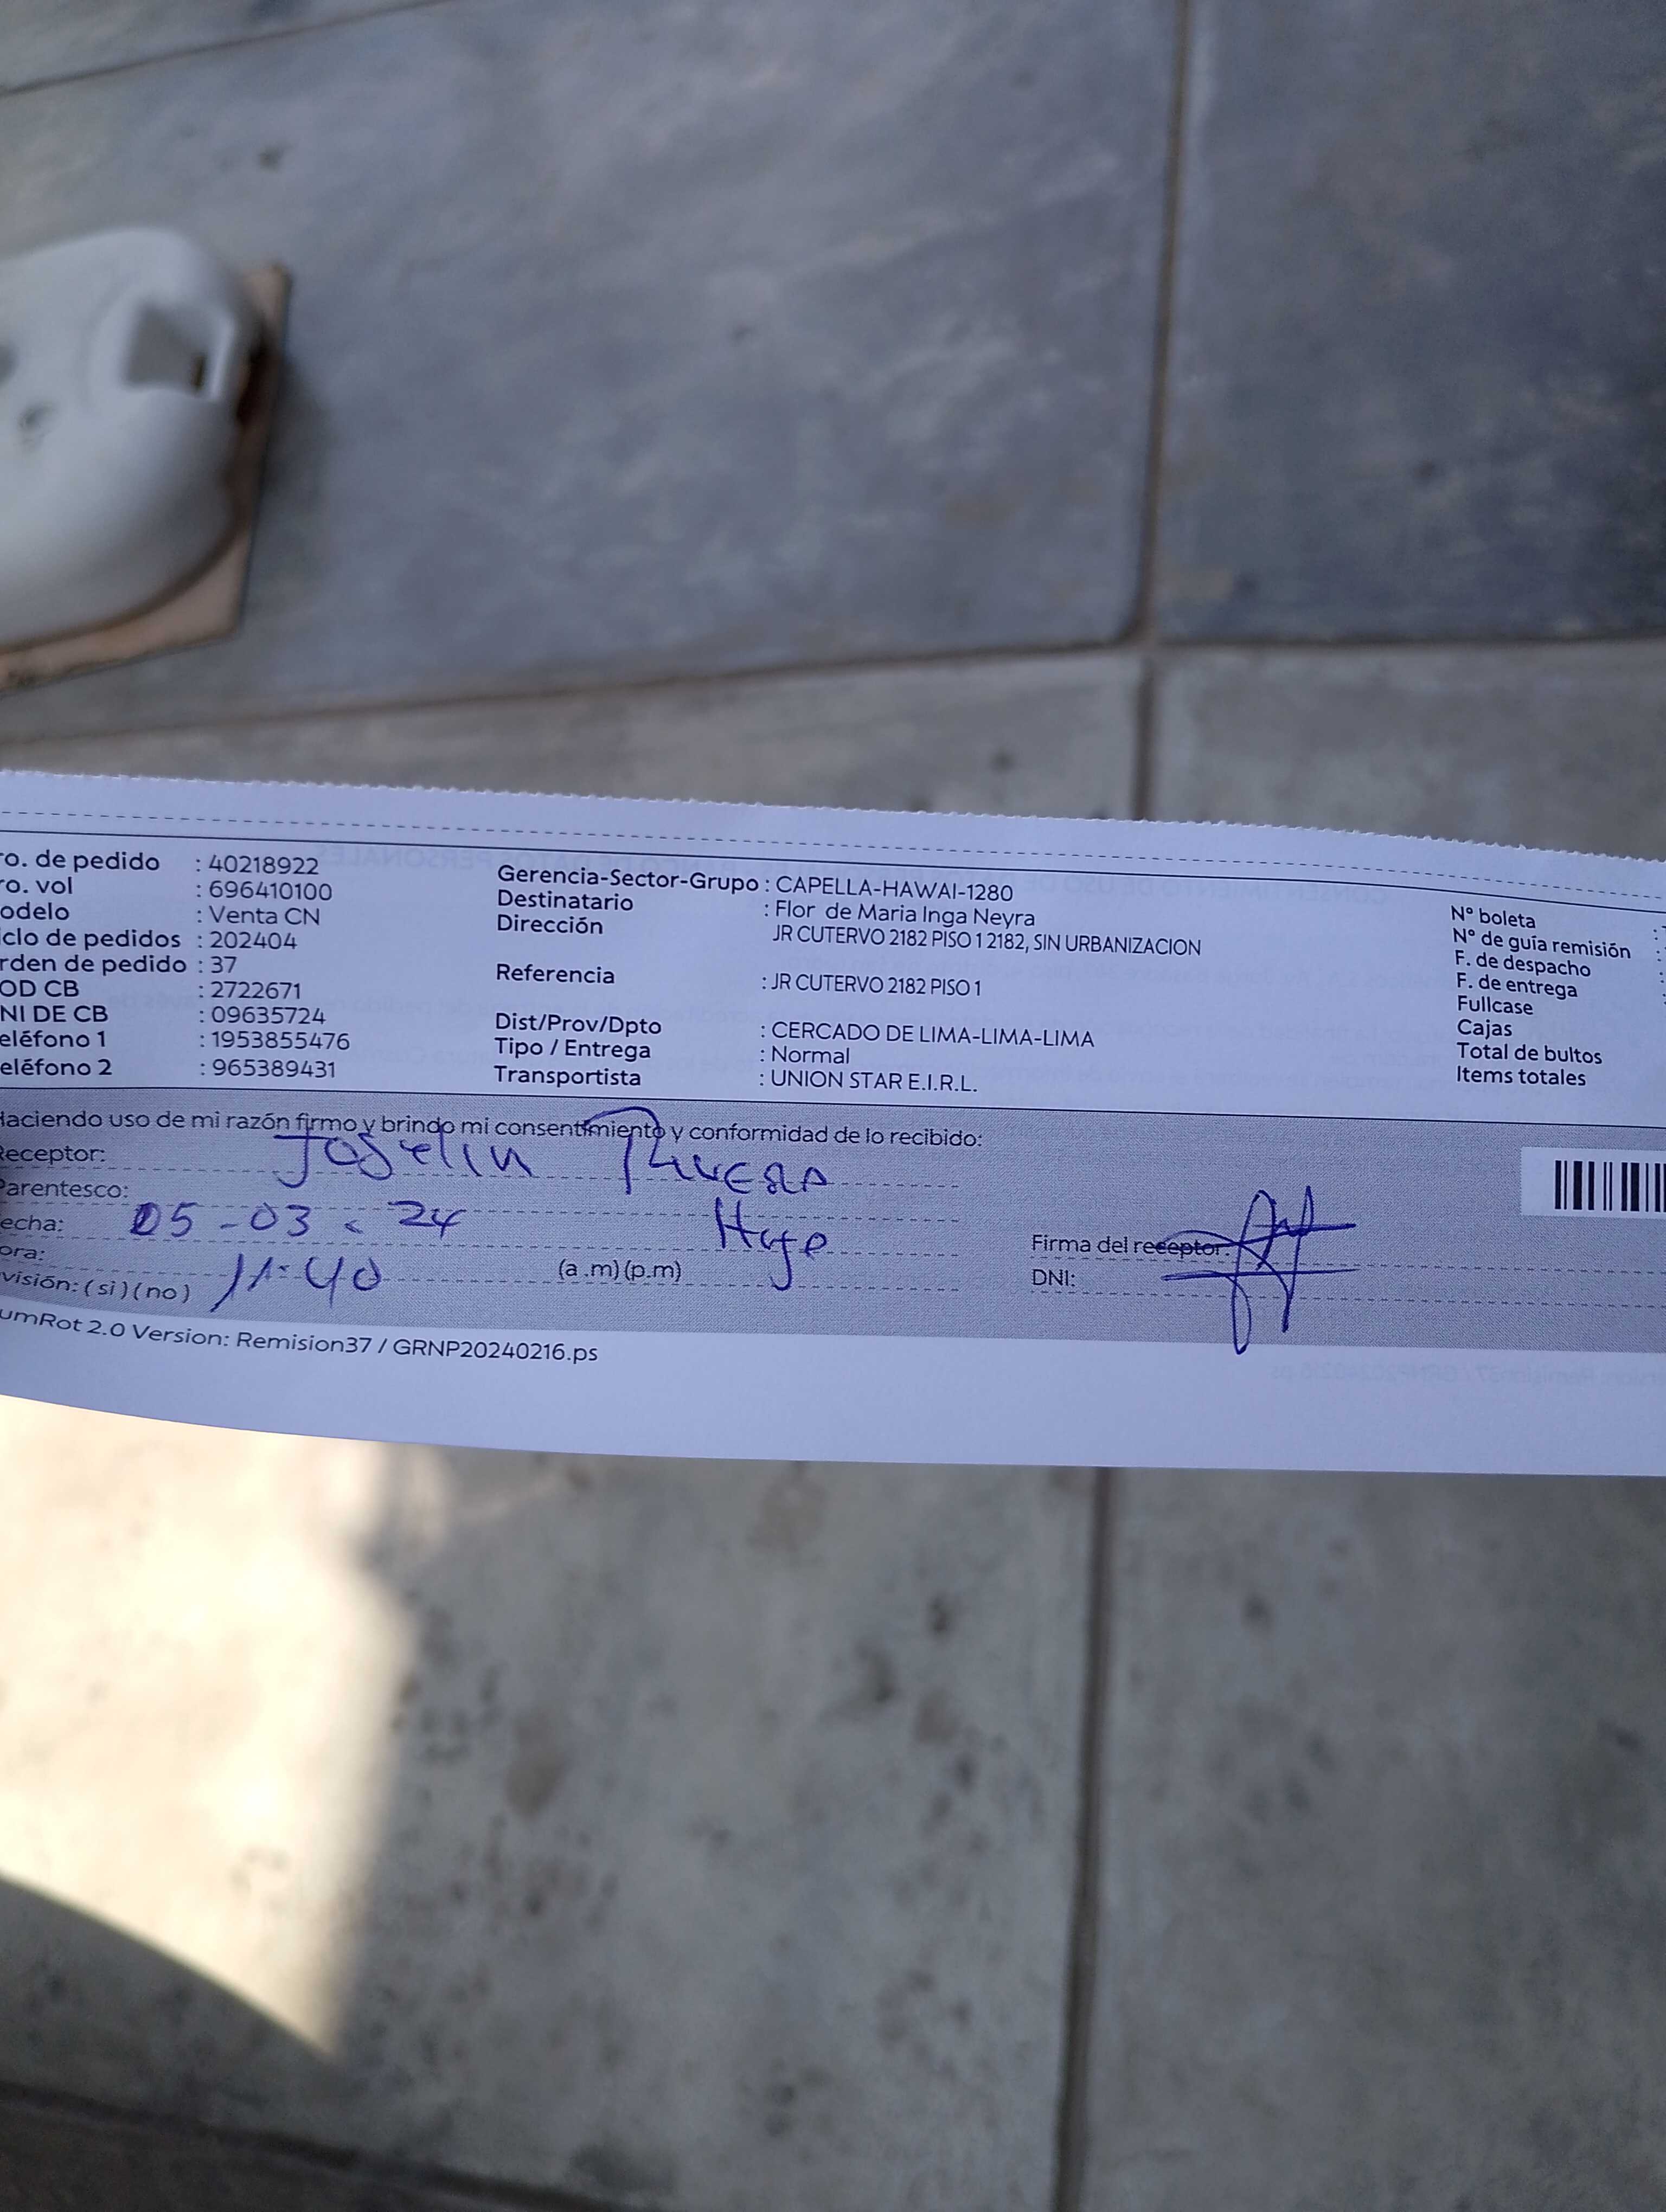 ro. de pedido : 40218922
ro. vol : 696410100
odelo : Venta CN
iclo de pedidos : 202404
rden de pedido : 37
OD CB : 2722671
NI DE CB : 09635724
eléfono 1 : 1953855476
eléfono 2 : 965389431
Gerencia-Sector-Grupo : CAPELLA-HAWAI-1280
Destinatario : Flor de Maria Inga Neyra
Dirección JR CUTERVO 2182 PISO 1 2182, SIN URBANIZACION
Referencia : JR CUTERVO 2182 PISO 1
Dist/Prov/Dpto : CERCADO DE LIMA-LIMA-LIMA
Tipo / Entrega : Normal
Transportista : UNION STAR E.I.R.L.
N° boleta :
N° de guía remisión :
F. de despacho
F. de entrega
Fullcase
Cajas
Total de bultos
Items totales
Haciendo uso de mi razón firmo y brindo mi consentimiento y conformidad de lo recibido:
Receptor: Joselin Rivera
Parentesco:
echa: 05-03-24
ora: 11:40 (a .m) (p.m)
visión: ( si ) ( no )
Firma del receptor:
DNI:
umRot 2.0 Version: Remision37 / GRNP20240216.ps